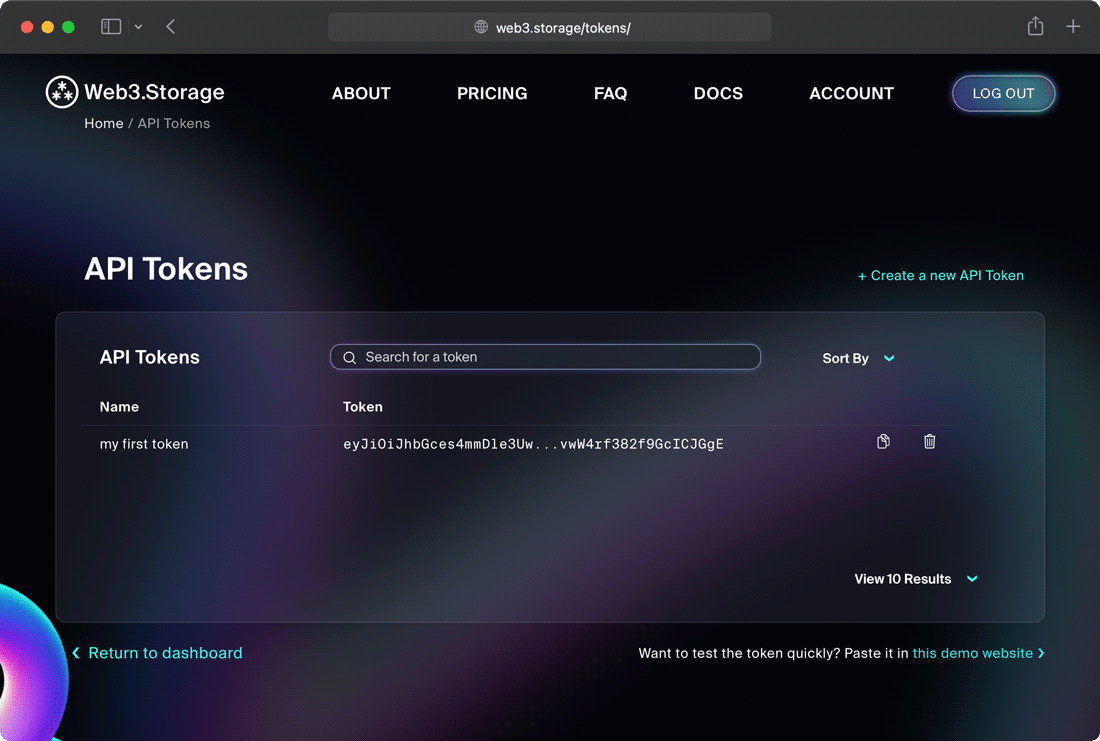 web3.storage/tokens/
Web3.Storage
ABOUT PRICING FAQ DOCS ACCOUNT LOG OUT
Home / API Tokens
API Tokens
+ Create a new API Token
API Tokens Search for a token Sort By
Name Token
my first token eyJiOiJhbGces4mmDle3Uw...vwW4rf382f9GcICJGgE
View 10 Results
Return to dashboard Want to test the token quickly? Paste it in this demo website